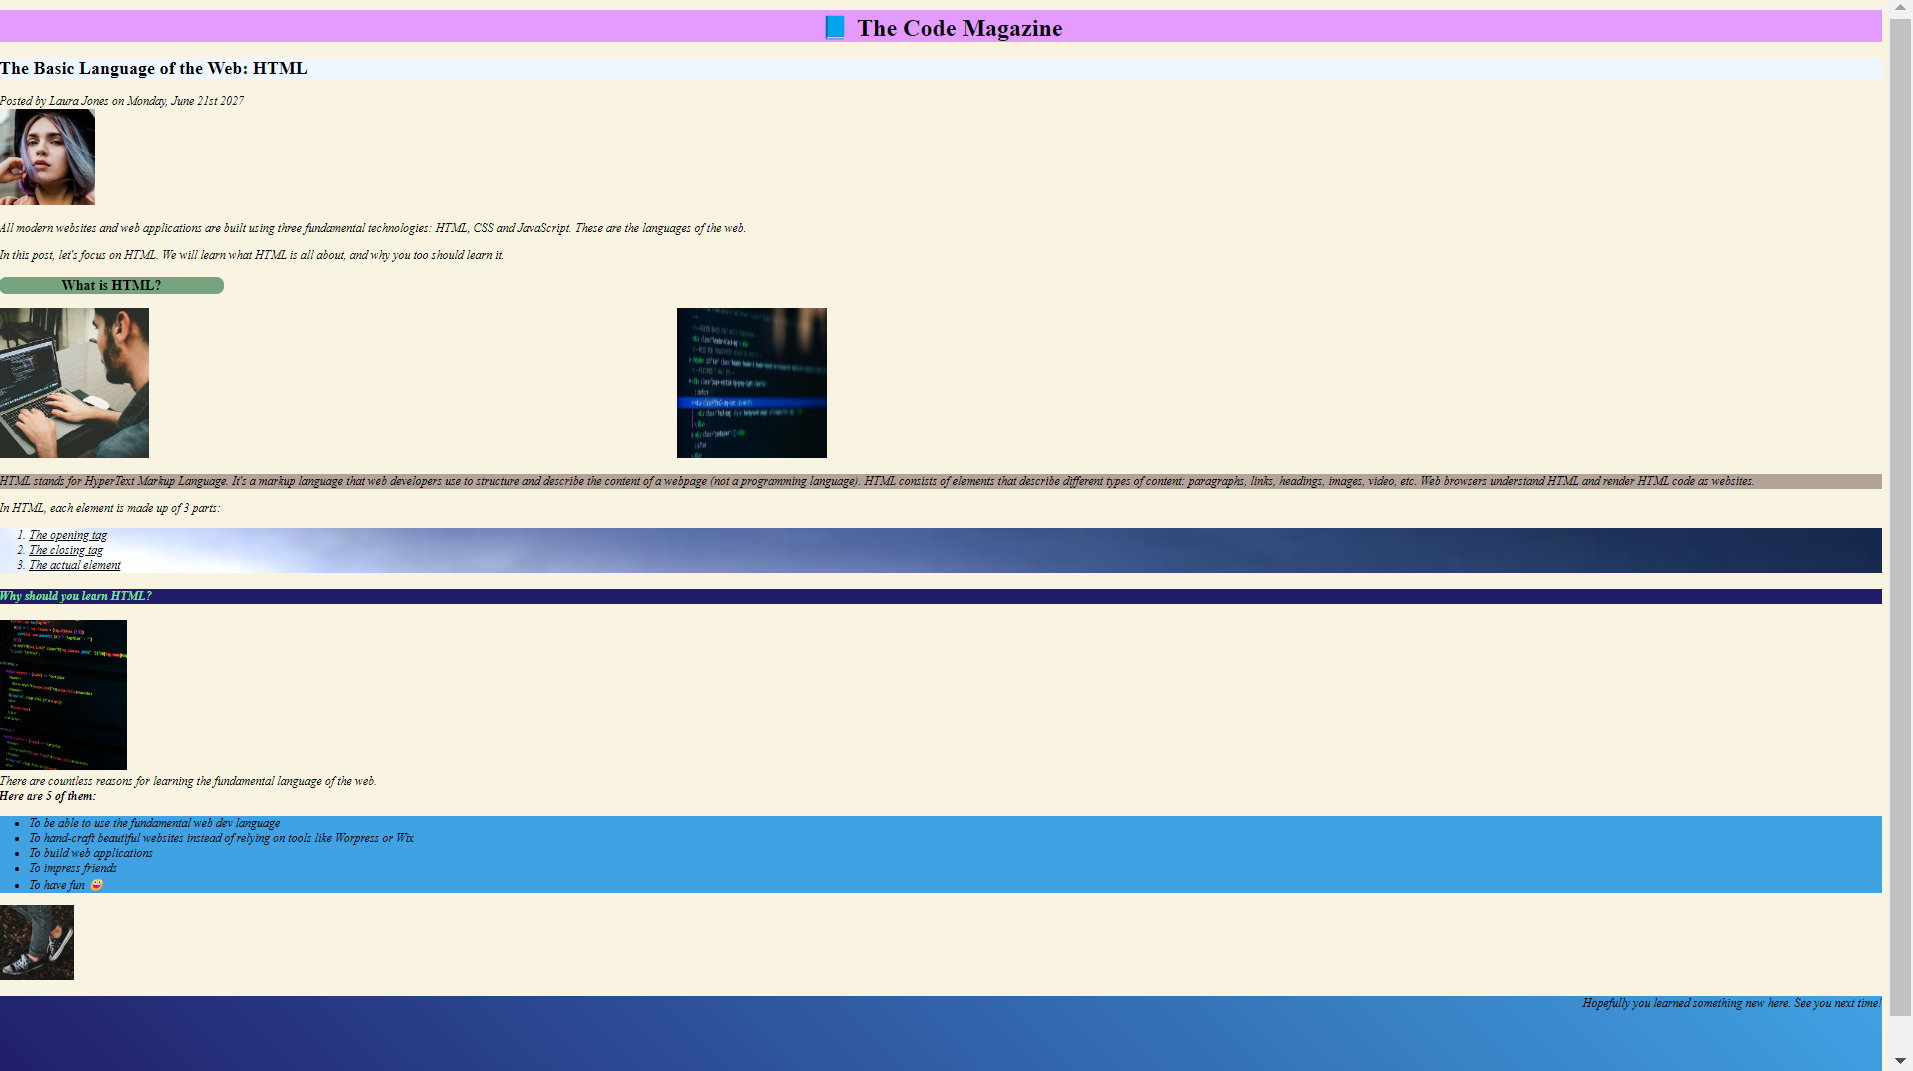 📘 The Code Magazine
The Basic Language of the Web: HTML
Posted by Laura Jones on Monday, June 21st 2027
All modern websites and web applications are built using three fundamental technologies: HTML, CSS and JavaScript. These are the languages of the web.
In this post, let's focus on HTML. We will learn what HTML is all about, and why you too should learn it.
What is HTML?
HTML stands for HyperText Markup Language. It's a markup language that web developers use to structure and describe the content of a webpage (not a programming language). HTML consists of elements that describe different types of content: paragraphs, links, headings, images, video, etc. Web browsers understand HTML and render HTML code as websites.
In HTML, each element is made up of 3 parts:
1. The opening tag
2. The closing tag
3. The actual element
Why should you learn HTML?
There are countless reasons for learning the fundamental language of the web.
Here are 5 of them:
• To be able to use the fundamental web dev language
• To hand-craft beautiful websites instead of relying on tools like Worpress or Wix
• To build web applications
• To impress friends
• To have fun 😃
Hopefully you learned something new here. See you next time!